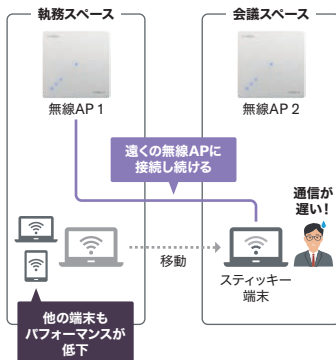 執務スペース
会議スペース
無線AP 1
無線AP 2
遠くの無線APに
接続し続ける
通信が
遅い！
移動
スティッキー
端末
他の端末も
パフォーマンスが
低下